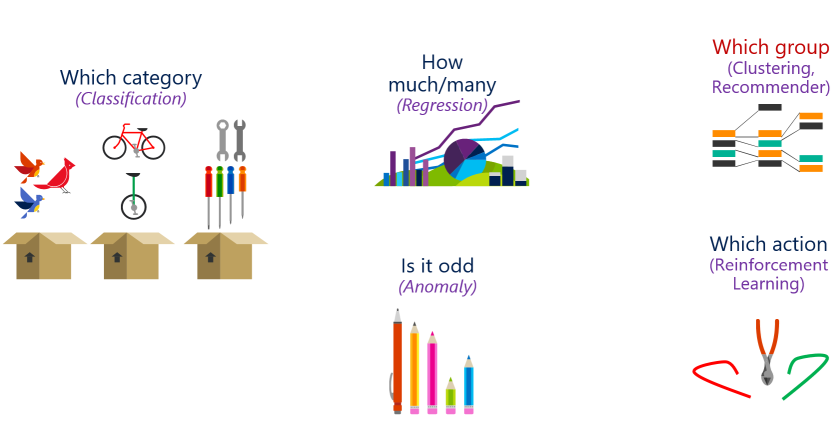 Which category
(Classification)
How
much/many
(Regression)
Which group
(Clustering,
Recommender)
Is it odd
(Anomaly)
Which action
(Reinforcement
Learning)